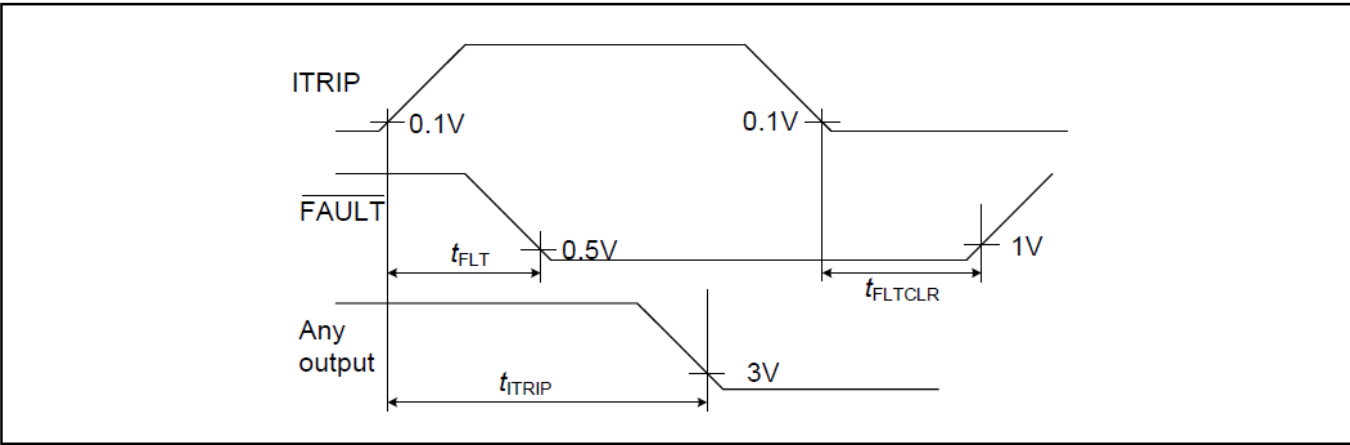 ITRIP
0.1V
0.1V
FAULT
tFLT
0.5V
1V
tFLTCLR
Any
output
tITRIP
3V